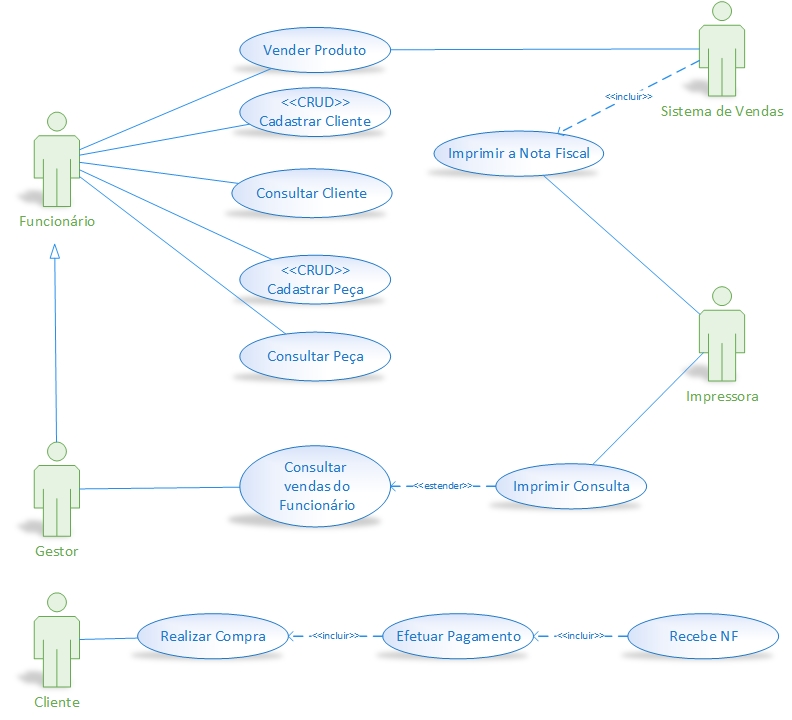 Vender Produto
<<CRUD>>
Cadastrar Cliente
<<incluir>>
Sistema de Vendas
Imprimir a Nota Fiscal
Consultar Cliente
Funcionário
<<CRUD>>
Cadastrar Peça
Consultar Peça
Impressora
Consultar
vendas do
Funcionário
<<estender>>
Imprimir Consulta
Gestor
Realizar Compra
<<incluir>>
Efetuar Pagamento
<<incluir>>
Recebe NF
Cliente